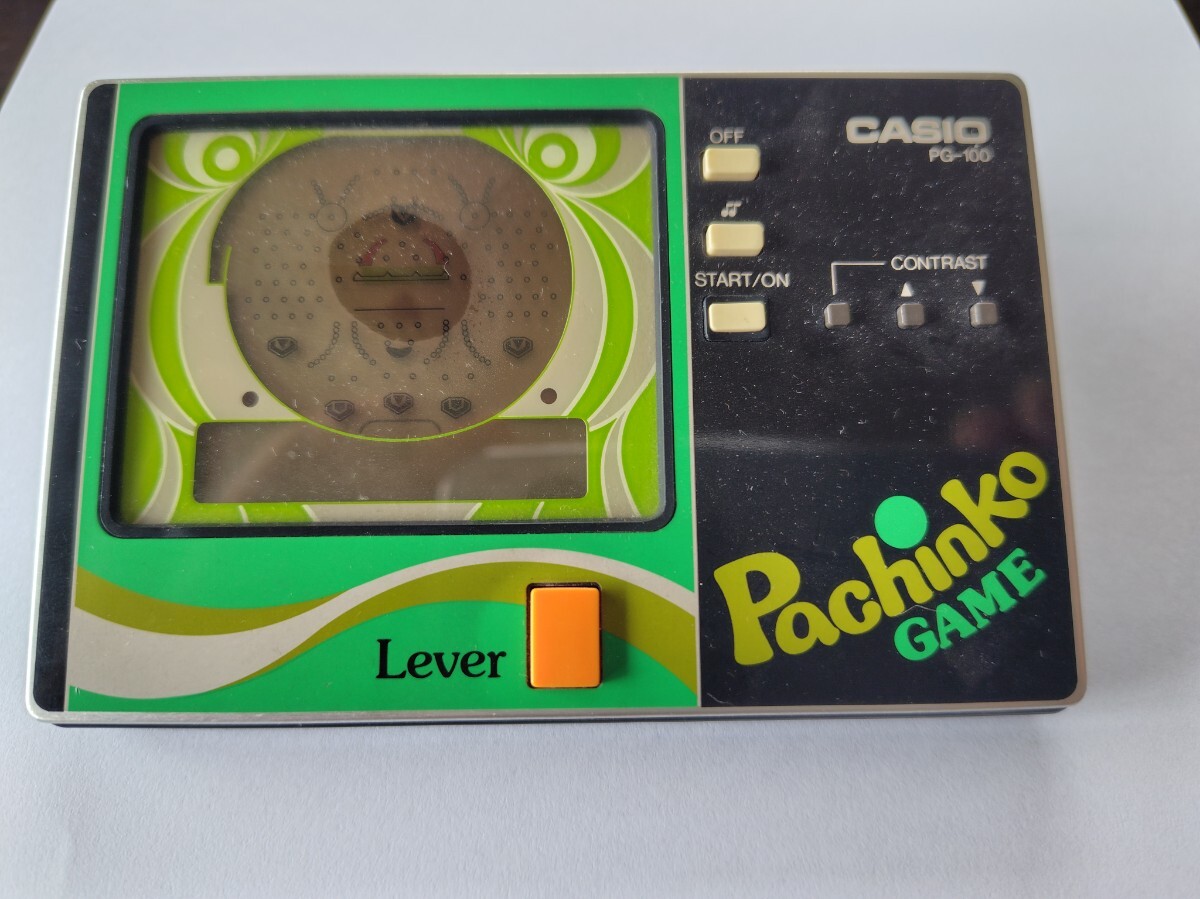 OFF
CASIO
PG-100
START/ON
CONTRAST
▲ ▼
Pachinko
GAME
Lever